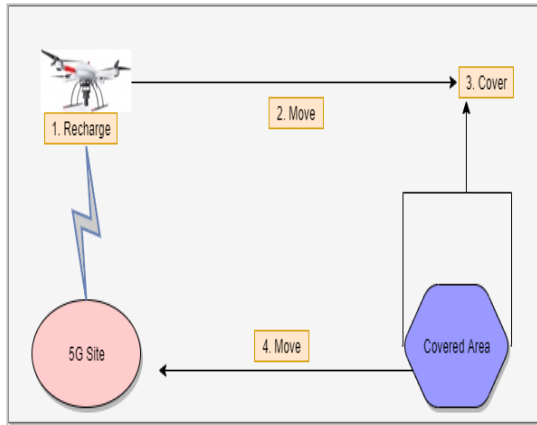 3. Cover
1. Recharge
2. Move
5G Site
4. Move
Covered Area